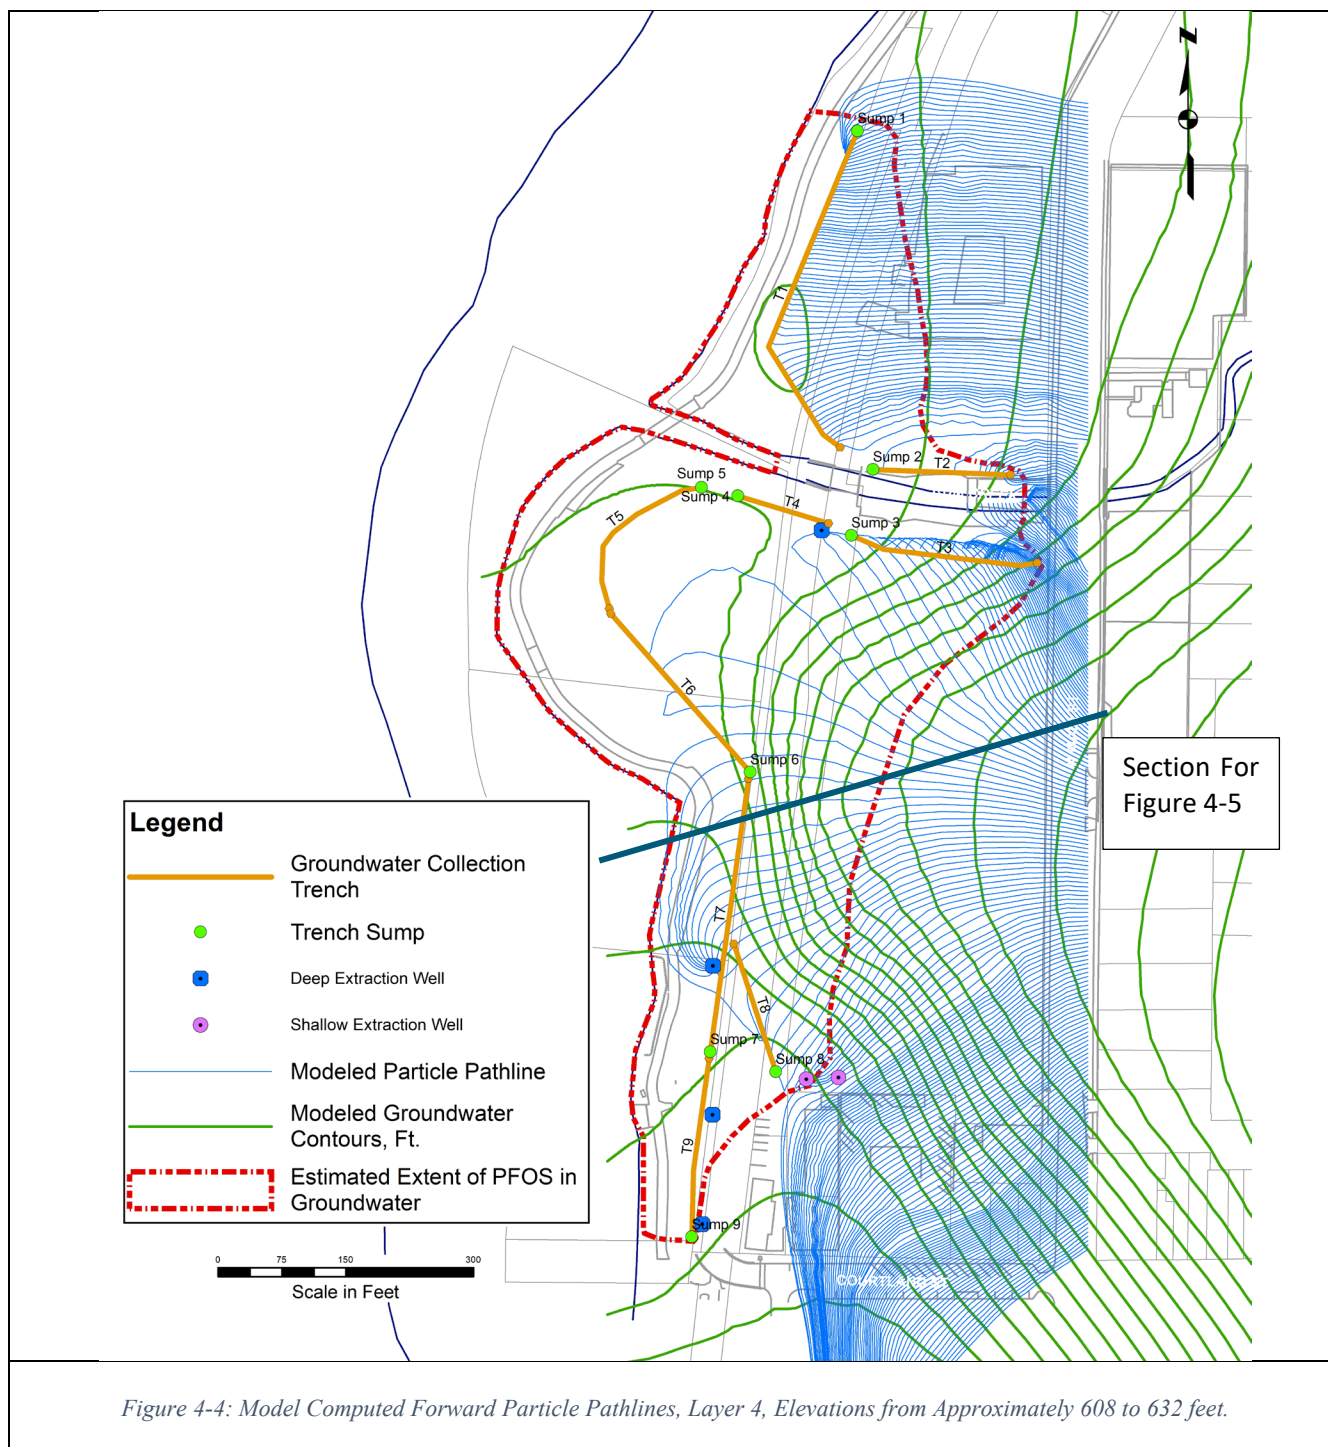 N
Sump 1
T1
Sump 2
T2
Sump 5
Sump 4
T4
Sump 3
T5
T3
T6
Sump 6
Section For
Figure 4-5
T7
T8
Sump 7
Sump 8
T9
Sump 9
COURTLAND ST
Legend
Groundwater Collection
Trench
Trench Sump
Deep Extraction Well
Shallow Extraction Well
Modeled Particle Pathline
Modeled Groundwater
Contours, Ft.
Estimated Extent of PFOS in
Groundwater
0 75 150 300
Scale in Feet
Figure 4-4: Model Computed Forward Particle Pathlines, Layer 4, Elevations from Approximately 608 to 632 feet.